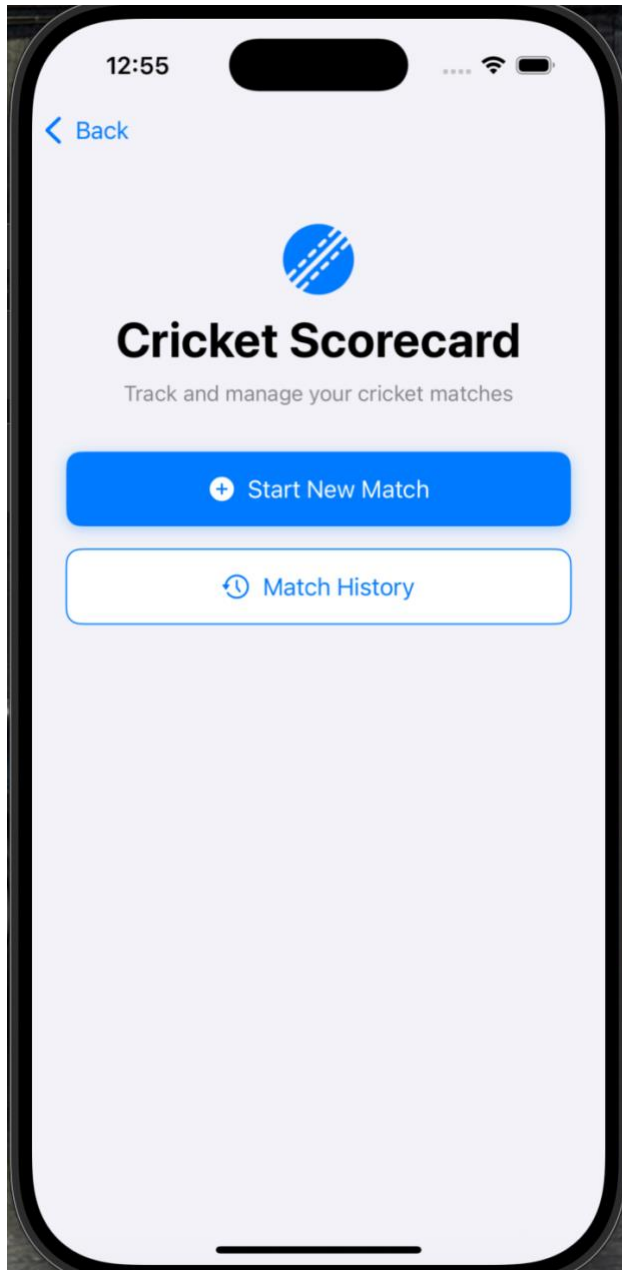 12:55
Back
Cricket Scorecard
Track and manage your cricket matches
Start New Match
Match History